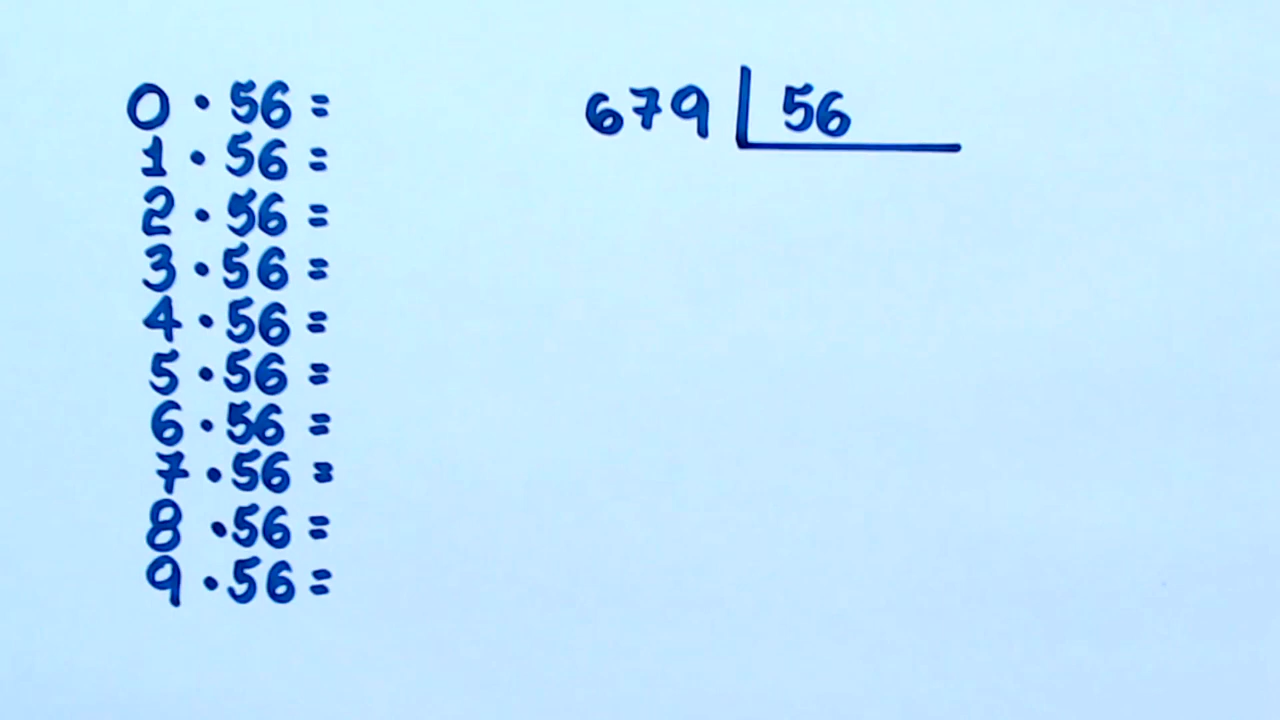 0 · 56 =
1 · 56 =
2 · 56 =
3 · 56 =
4 · 56 =
5 · 56 =
6 · 56 =
7 · 56 =
8 · 56 =
9 · 56 =
679 | 56